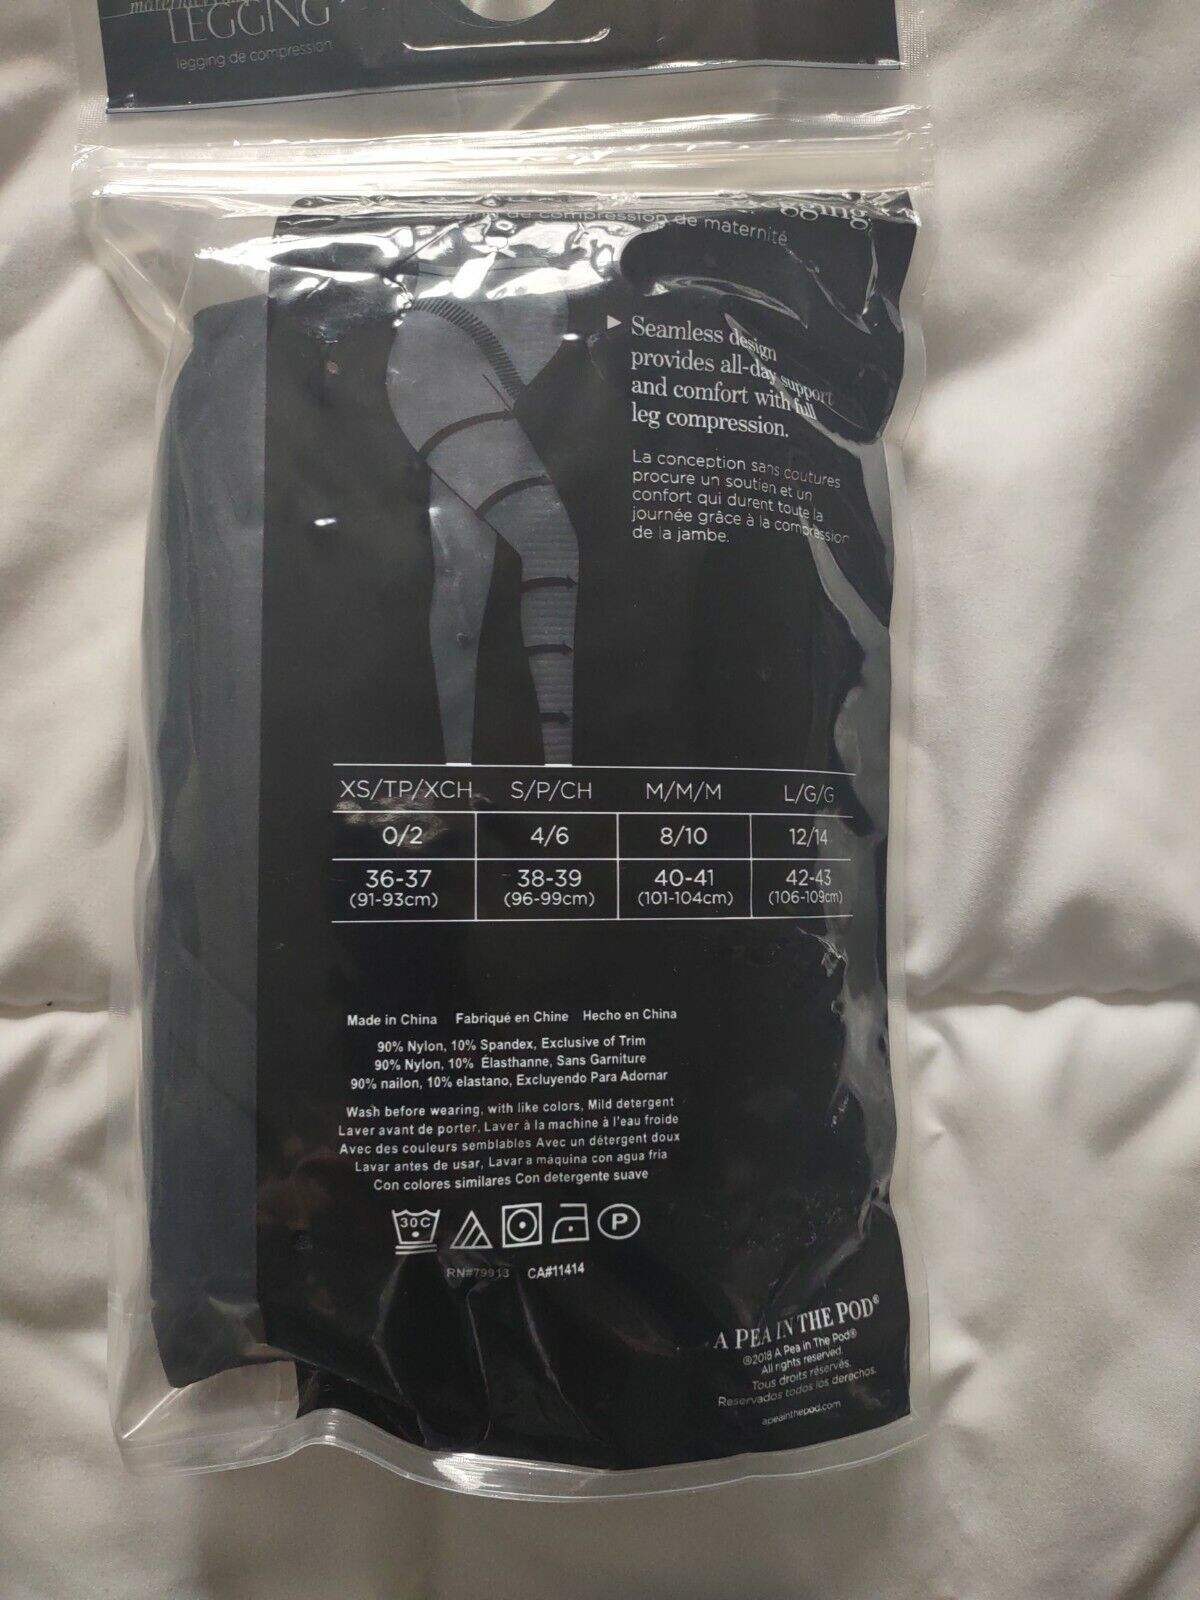 LEGGING
legging de compression
de compression de maternité
▶ Seamless design
provides all-day support
and comfort with full
leg compression.
La conception sans coutures
procure un soutien et un
confort qui durent toute la
journée grâce à la compression
de la jambe.
XS/TP/XCH S/P/CH M/M/M L/G/G
0/2 4/6 8/10 12/14
36-37 38-39 40-41 42-43
(91-93cm) (96-99cm) (101-104cm) (106-109cm)
Made in China Fabriqué en Chine Hecho en China
90% Nylon, 10% Spandex, Exclusive of Trim
90% Nylon, 10% Élasthanne, Sans Garniture
90% nailon, 10% elastano, Excluyendo Para Adornar
Wash before wearing, with like colors, Mild detergent
Laver avant de porter, Laver à la machine à l'eau froide
Avec des couleurs semblables Avec un détergent doux
Lavar antes de usar, Lavar a máquina con agua fria
Con colores similares Con detergente suave
30C P
RN#79913 CA#11414
A PEA IN THE POD®
©2018 A Pea in The Pod®
All rights reserved.
Tous droits réservés.
Reservados todos los derechos.
apeainthepod.com